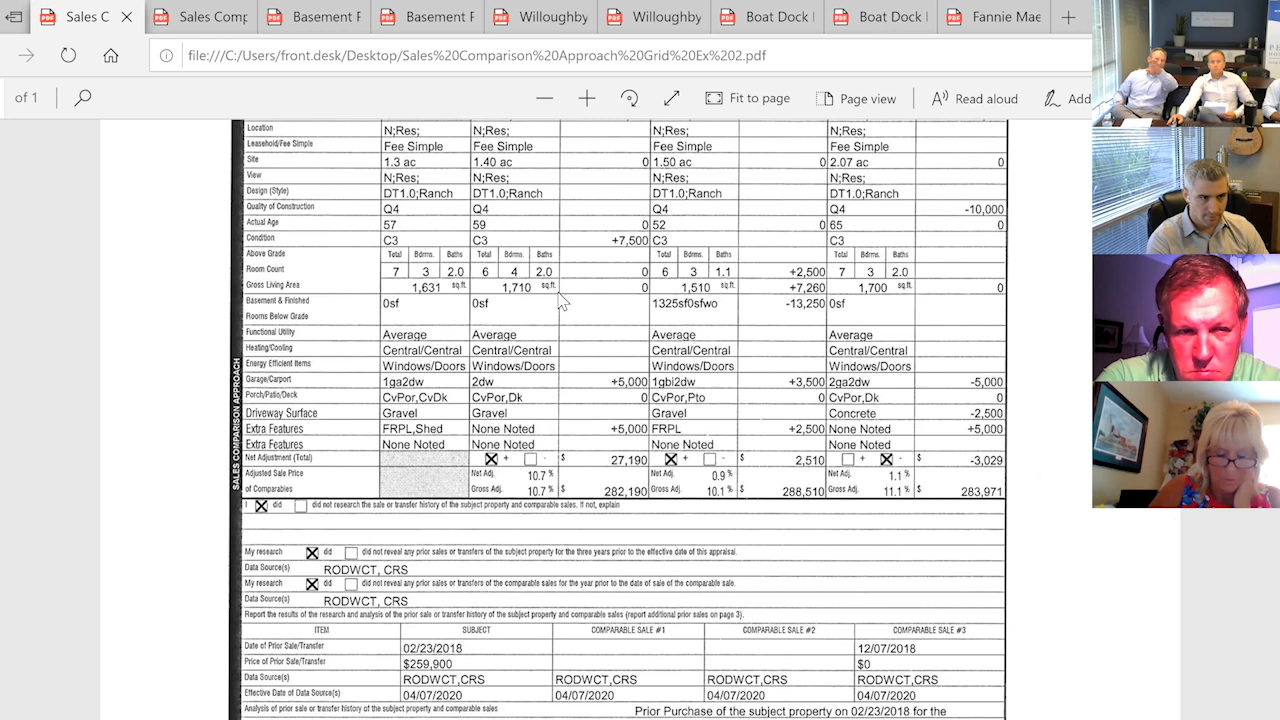 Sales C
Sales Comp
Basement F
Basement F
Willoughby
Willoughby
Boat Dock
Boat Dock
Fannie Mae
file:///C:/Users/front.desk/Desktop/Sales%20Comparison%20Approach%20Grid%20Ex%202.pdf
of 1
Fit to page
Page view
Read aloud
Add
SALES COMPARISON APPROACH
Location N;Res; N;Res; N;Res; N;Res;
Leasehold/Fee Simple Fee Simple Fee Simple Fee Simple Fee Simple
Site ac 1.40 ac 0 1.50 ac 0 2.07 ac 0
View N;Res; N;Res; N;Res; N;Res;
Design (Style) DT1.0;Ranch DT1.0;Ranch DT1.0;Ranch DT1.0;Ranch
Quality of Construction Q4 Q4 Q4 Q4 -10,000
Actual Age 57 59 0 52 0 65 0
Condition C3 C3 +7,500 C3 C3
Above Grade Total Bdrms. Baths Total Bdrms. Baths Total Bdrms. Baths Total Bdrms. Baths
Room Count 7 3 2.0 6 4 2.0 0 6 3 1.1 +2,500 7 3 2.0
Gross Living Area 1,631 sq.ft. 1,710 sq.ft. 0 1,510 sq.ft. +7,260 1,700 sq.ft. 0
Basement & Finished 0sf 0sf 1325sf0sfwo -13,250 0sf
Rooms Below Grade
Functional Utility Average Average Average Average
Heating/Cooling Central/Central Central/Central Central/Central Central/Central
Energy Efficient Items Windows/Doors Windows/Doors Windows/Doors Windows/Doors
Garage/Carport 1ga2dw 2dw +5,000 1gbi2dw +3,500 2ga2dw -5,000
Porch/Patio/Deck CvPor,CvDk CvPor,Dk 0 CvPor,Pto 0 CvPor,Dk 0
Driveway Surface Gravel Gravel Gravel Concrete -2,500
Extra Features FRPL,Shed None Noted +5,000 FRPL +2,500 None Noted +5,000
Extra Features None Noted None Noted None Noted None Noted
Net Adjustment (Total) X + - $ 27,190 X + - $ 2,510 + X - $ -3,029
Adjusted Sale Price Net Adj. 10.7 % Net Adj. 0.9 % Net Adj. 1.1 %
of Comparables Gross Adj. 10.7 % $ 282,190 Gross Adj. 10.1 % $ 288,510 Gross Adj. 11.1 % $ 283,971
I X did did not research the sale or transfer history of the subject property and comparable sales. If not, explain
My research X did did not reveal any prior sales or transfers of the subject property for the three years prior to the effective date of this appraisal.
Data Source(s) RODWCT, CRS
My research X did did not reveal any prior sales or transfers of the comparable sales for the year prior to the date of sale of the comparable sale.
Data Source(s) RODWCT, CRS
Report the results of the research and analysis of the prior sale or transfer history of the subject property and comparable sales (report additional prior sales on page 3).
ITEM SUBJECT COMPARABLE SALE #1 COMPARABLE SALE #2 COMPARABLE SALE #3
Date of Prior Sale/Transfer 02/23/2018 12/07/2018
Price of Prior Sale/Transfer $259,900 $0
Data Source(s) RODWCT,CRS RODWCT,CRS RODWCT,CRS RODWCT,CRS
Effective Date of Data Source(s) 04/07/2020 04/07/2020 04/07/2020 04/07/2020
Analysis of prior sale or transfer history of the subject property and comparable sales Prior Purchase of the subject property on 02/23/2018 for the